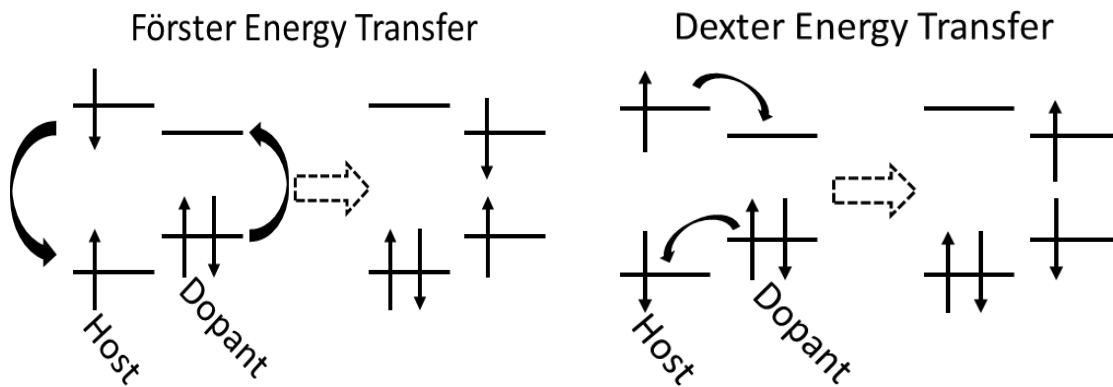 Förster Energy Transfer
Host
Dopant
Dexter Energy Transfer
Host
Dopant